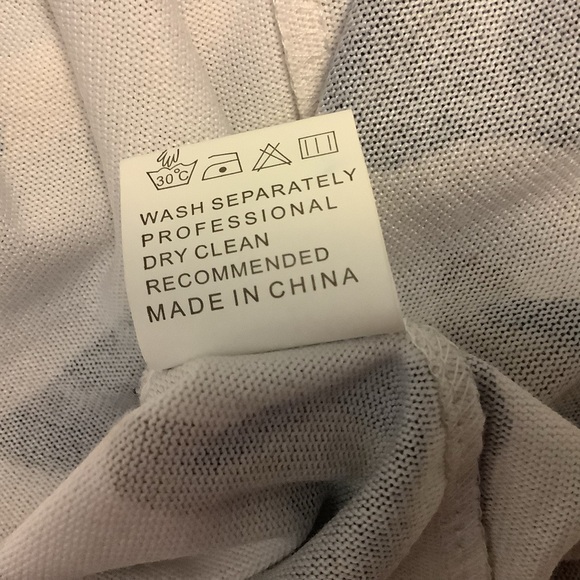 30°C
WASH SEPARATELY
PROFESSIONAL
DRY CLEAN
RECOMMENDED
MADE IN CHINA